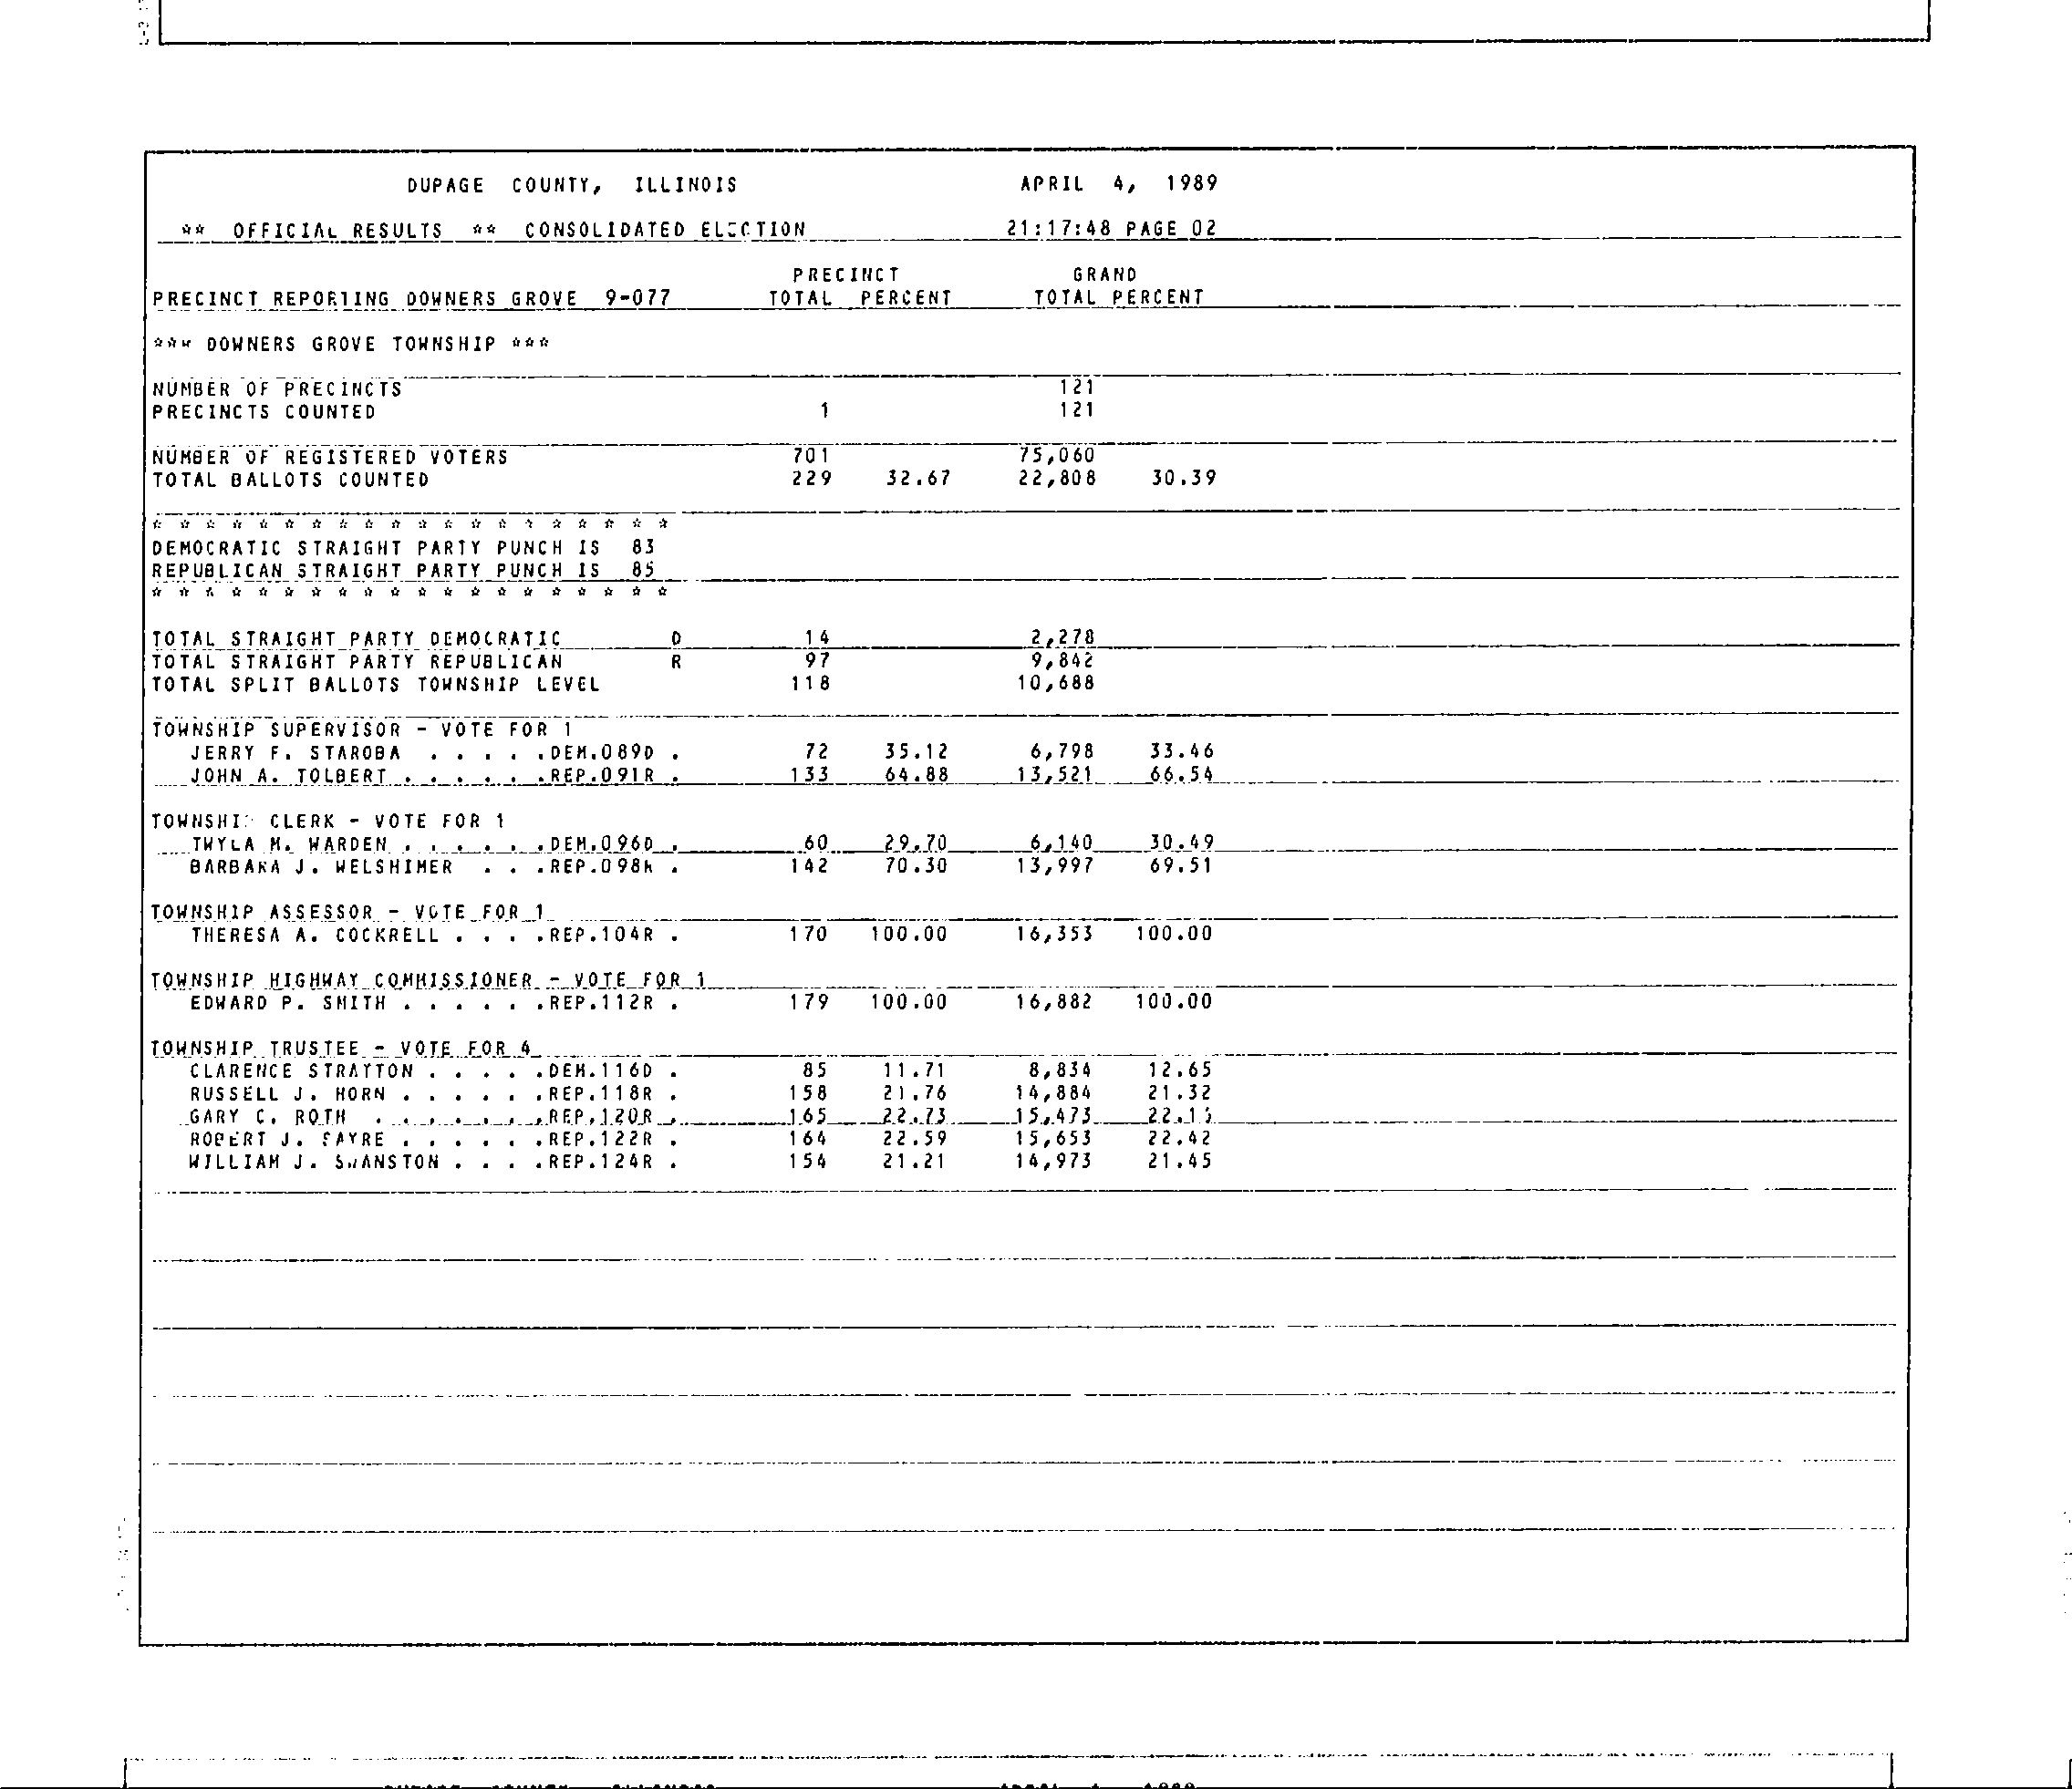 DUPAGE COUNTY, ILLINOIS APRIL 4, 1989
** OFFICIAL RESULTS ** CONSOLIDATED ELECTION 21:17:48 PAGE 02
PRECINCT GRAND
PRECINCT REPORTING DOWNERS GROVE 9-077 TOTAL PERCENT TOTAL PERCENT
*** DOWNERS GROVE TOWNSHIP ***
NUMBER OF PRECINCTS 121
PRECINCTS COUNTED 1 121
NUMBER OF REGISTERED VOTERS 701 75,060
TOTAL BALLOTS COUNTED 229 32.67 22,808 30.39
* * * * * * * * * * * * * * * * * * * *
DEMOCRATIC STRAIGHT PARTY PUNCH IS 83
REPUBLICAN STRAIGHT PARTY PUNCH IS 85
* * * * * * * * * * * * * * * * * * * *
TOTAL STRAIGHT PARTY DEMOCRATIC D 14 2,278
TOTAL STRAIGHT PARTY REPUBLICAN R 97 9,842
TOTAL SPLIT BALLOTS TOWNSHIP LEVEL 118 10,688
TOWNSHIP SUPERVISOR - VOTE FOR 1
JERRY F. STAROBA . . . . .DEM.089D . 72 35.12 6,798 33.46
JOHN A. TOLBERT . . . . . .REP.091R . 133 64.88 13,521 66.54
TOWNSHIP CLERK - VOTE FOR 1
TWYLA M. WARDEN . . . . . .DEM.096D . 60 29.70 6,140 30.49
BARBARA J. WELSHIMER . . .REP.098R . 142 70.30 13,997 69.51
TOWNSHIP ASSESSOR - VOTE FOR 1
THERESA A. COCKRELL . . . .REP.104R . 170 100.00 16,353 100.00
TOWNSHIP HIGHWAY COMMISSIONER - VOTE FOR 1
EDWARD P. SMITH . . . . . .REP.112R . 179 100.00 16,882 100.00
TOWNSHIP TRUSTEE - VOTE FOR 4
CLARENCE STRATTON . . . . .DEM.116D . 85 11.71 8,834 12.65
RUSSELL J. HORN . . . . . .REP.118R . 158 21.76 14,884 21.32
GARY C. ROTH . . . . . . .REP.120R . 165 22.73 15,473
ROBERT J. SAYRE . . . . . .REP.122R . 164 22.59 15,653 22.42
WILLIAM J. SWANSTON . . . .REP.124R . 154 21.21 14,973 21.45